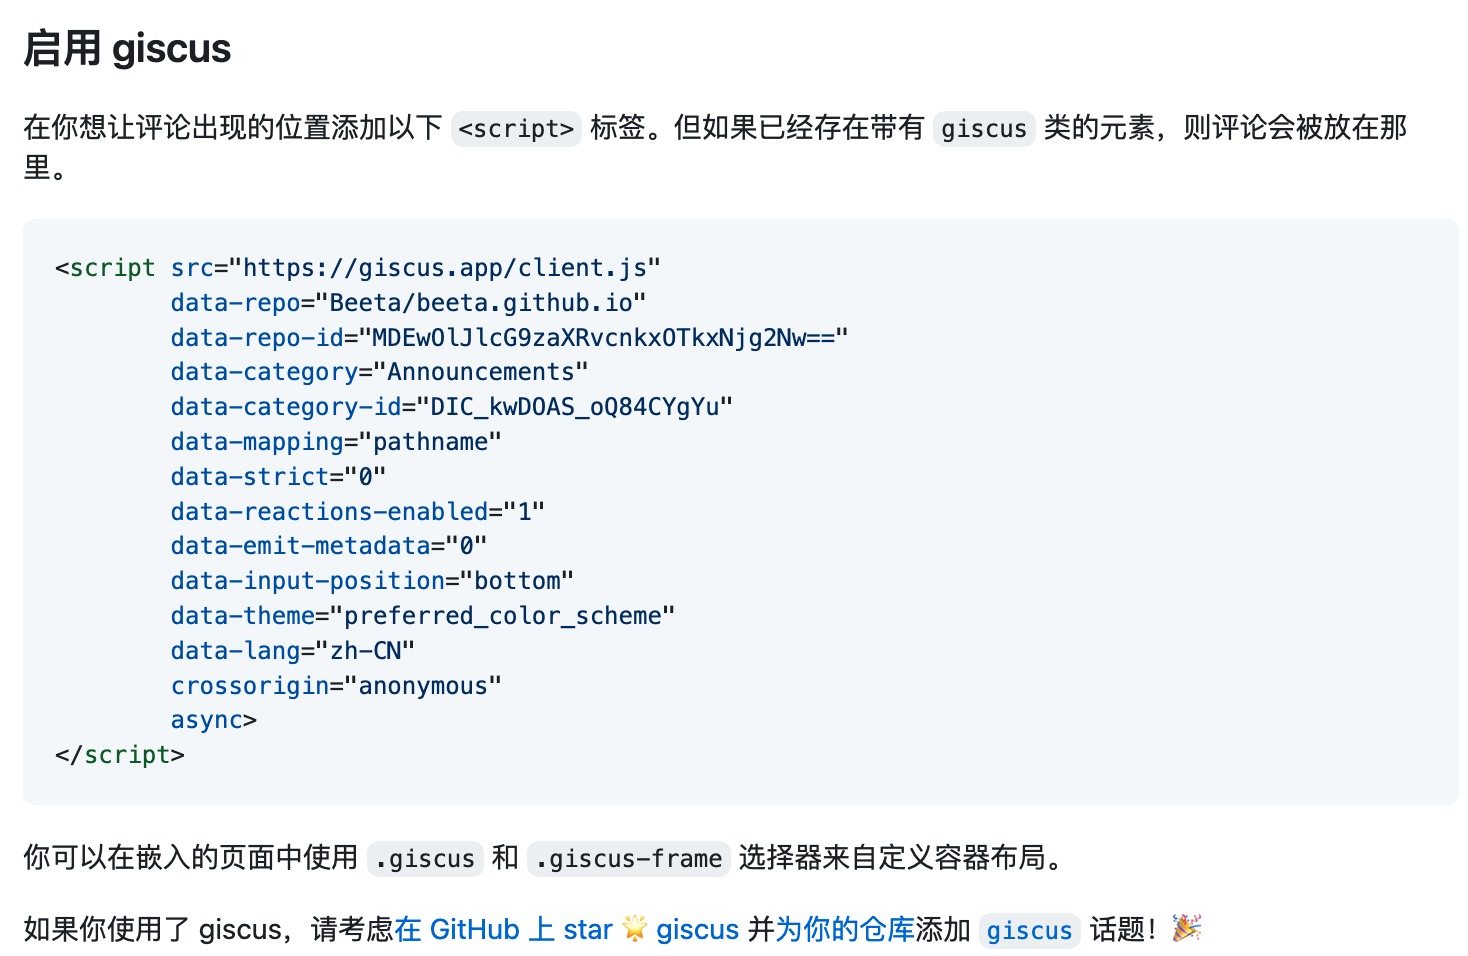 启用 giscus
在你想让评论出现的位置添加以下 <script> 标签。但如果已经存在带有 giscus 类的元素，则评论会被放在那
里。
<script src="https://giscus.app/client.js"
        data-repo="Beeta/beeta.github.io"
        data-repo-id="MDEwOlJlcG9zaXRvcnkxOTkxNjg2Nw=="
        data-category="Announcements"
        data-category-id="DIC_kwDOAS_oQ84CYgYu"
        data-mapping="pathname"
        data-strict="0"
        data-reactions-enabled="1"
        data-emit-metadata="0"
        data-input-position="bottom"
        data-theme="preferred_color_scheme"
        data-lang="zh-CN"
        crossorigin="anonymous"
        async>
</script>
你可以在嵌入的页面中使用 .giscus 和 .giscus-frame 选择器来自定义容器布局。
如果你使用了 giscus，请考虑在 GitHub 上 star 🌟 giscus 并为你的仓库添加 giscus 话题！🎉